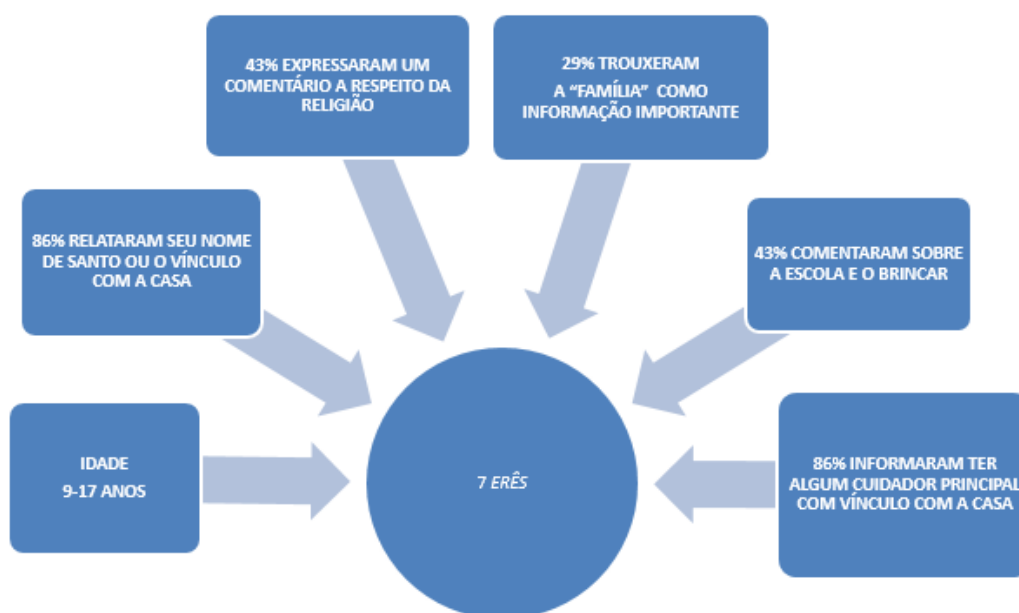 43% EXPRESSARAM UM
COMENTÁRIO A RESPEITO DA
RELIGIÃO
29% TROUXERAM
A “FAMÍLIA” COMO
INFORMAÇÃO IMPORTANTE
86% RELATARAM SEU NOME
DE SANTO OU O VÍNCULO
COM A CASA
43% COMENTARAM SOBRE
A ESCOLA E O BRINCAR
IDADE
9-17 ANOS
7 ERÊS
86% INFORMARAM TER
ALGUM CUIDADOR PRINCIPAL
COM VÍNCULO COM A CASA